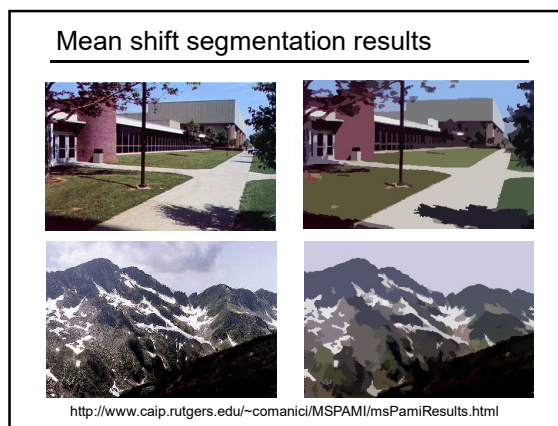 Mean shift segmentation results
http://www.caip.rutgers.edu/~comanici/MSPAMI/msPamiResults.html